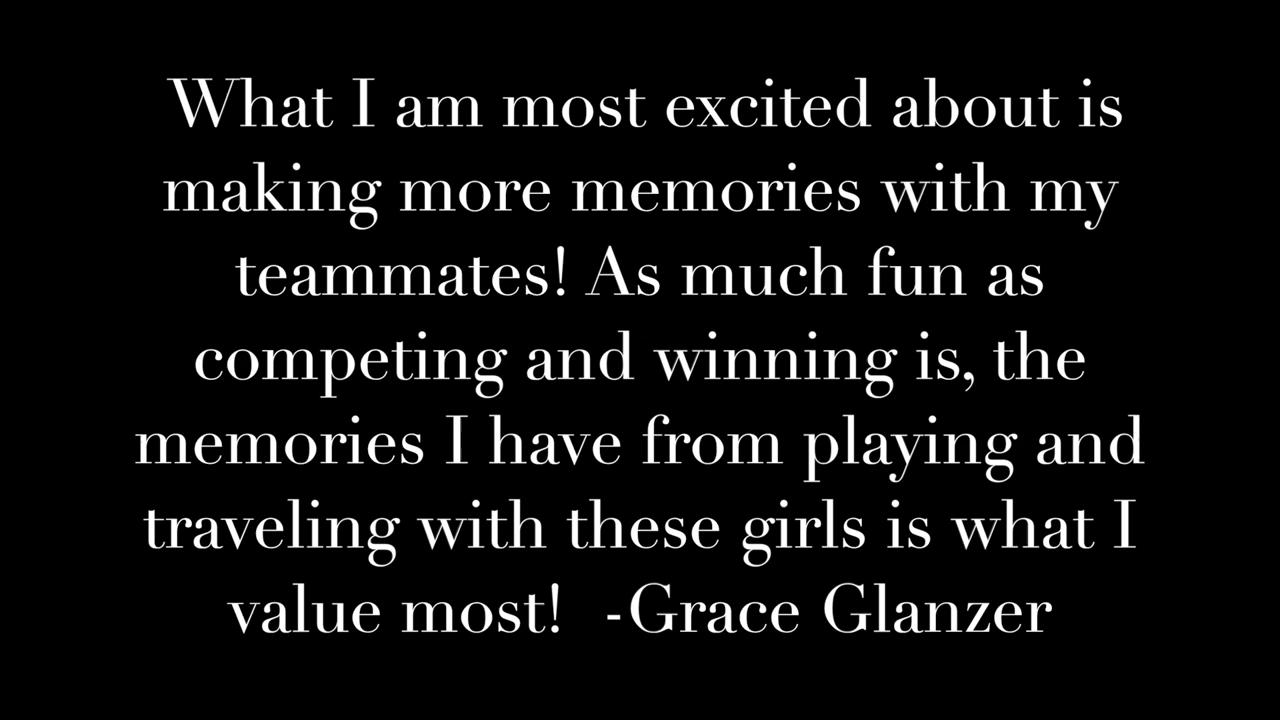 What I am most excited about is
making more memories with my
teammates! As much fun as
competing and winning is, the
memories I have from playing and
traveling with these girls is what I
value most!  -Grace Glanzer